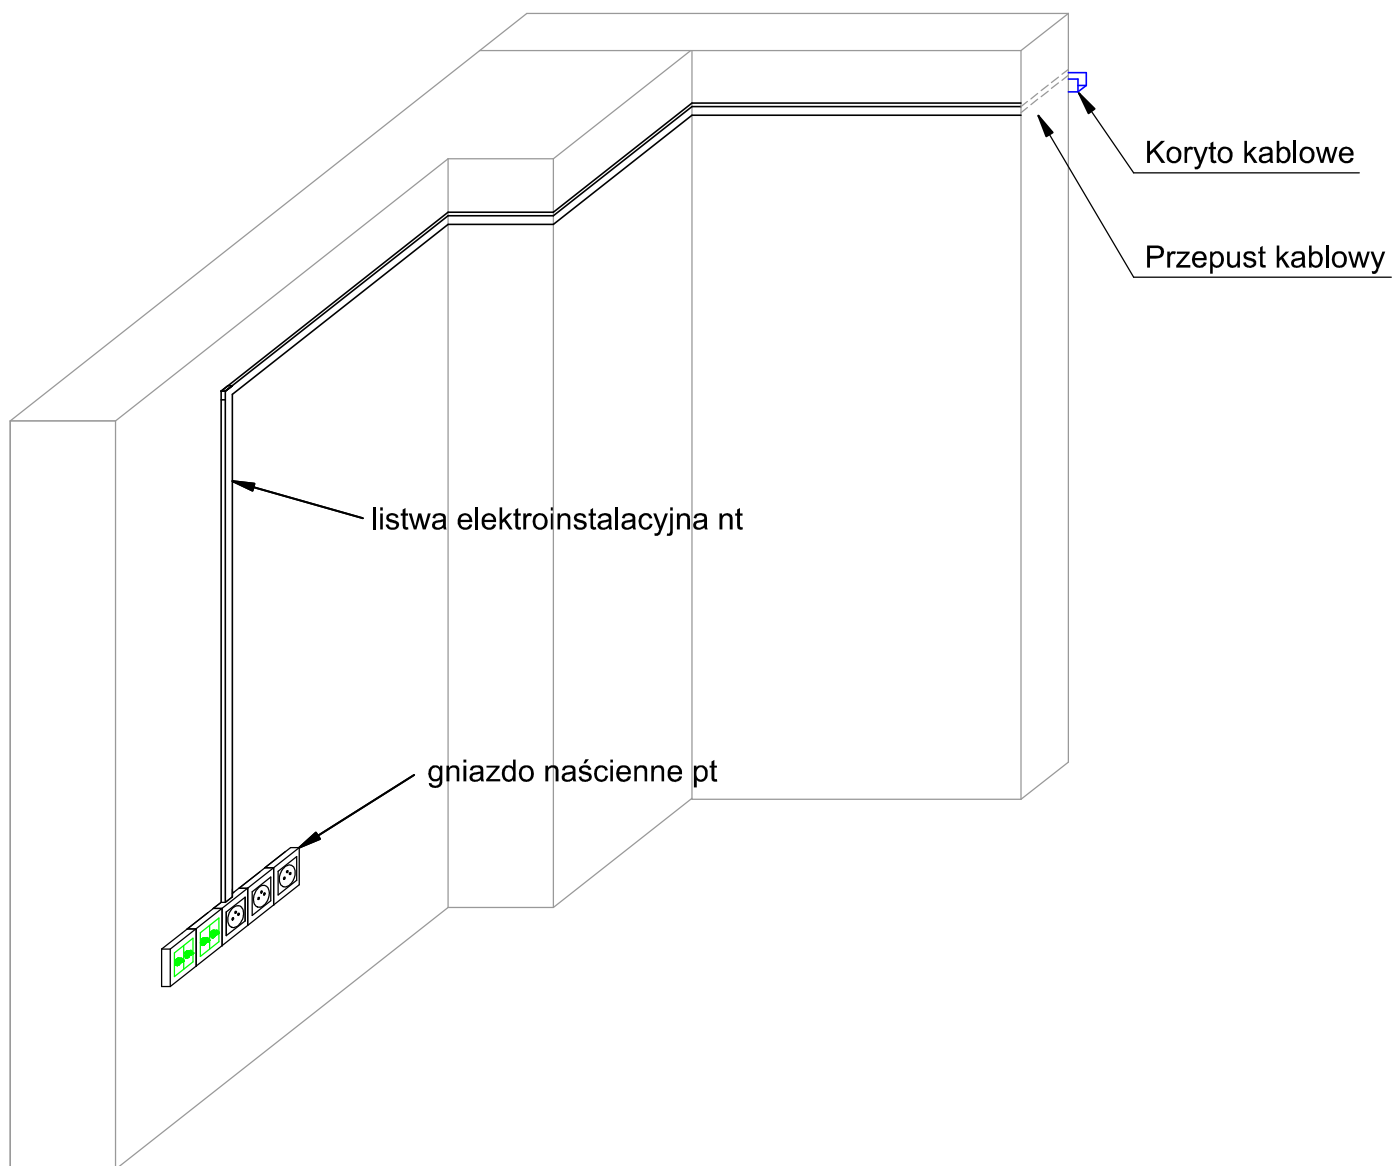 Koryto kablowe
Przepust kablowy
listwa elektroinstalacyjna nt
gniazdo naścienne pt